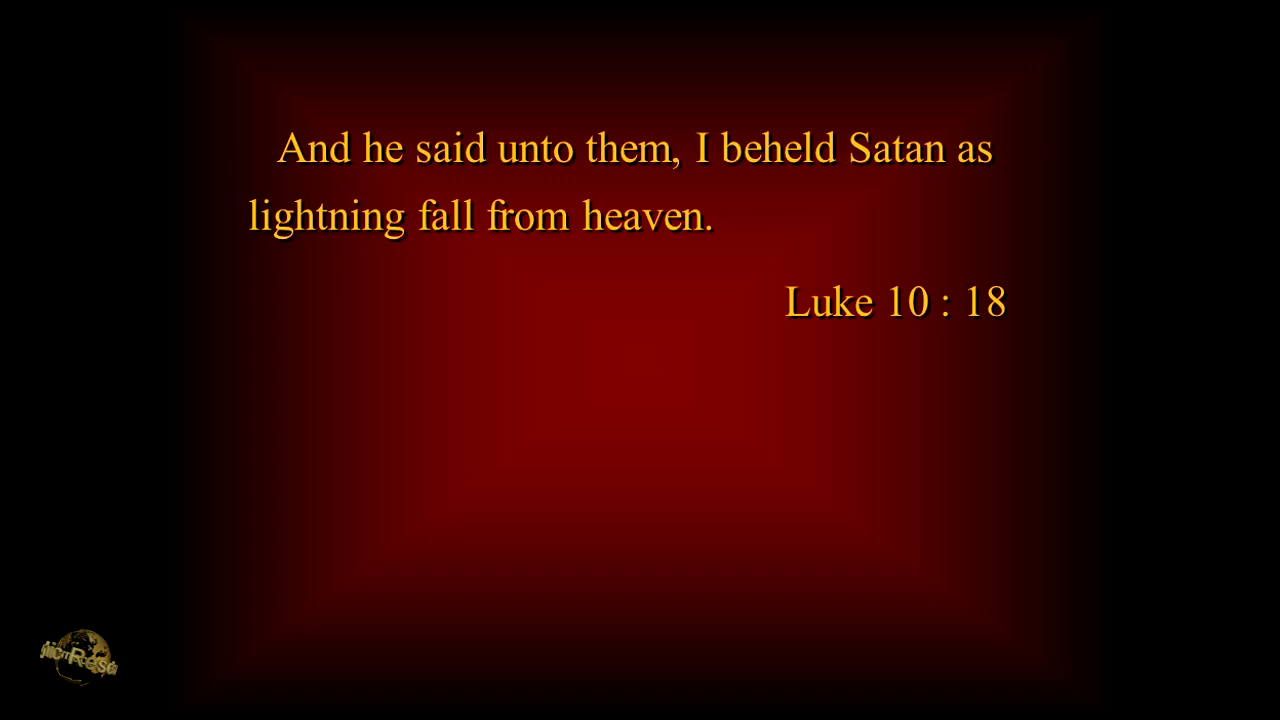 And he said unto them, I beheld Satan as
lightning fall from heaven.
Luke 10 : 18